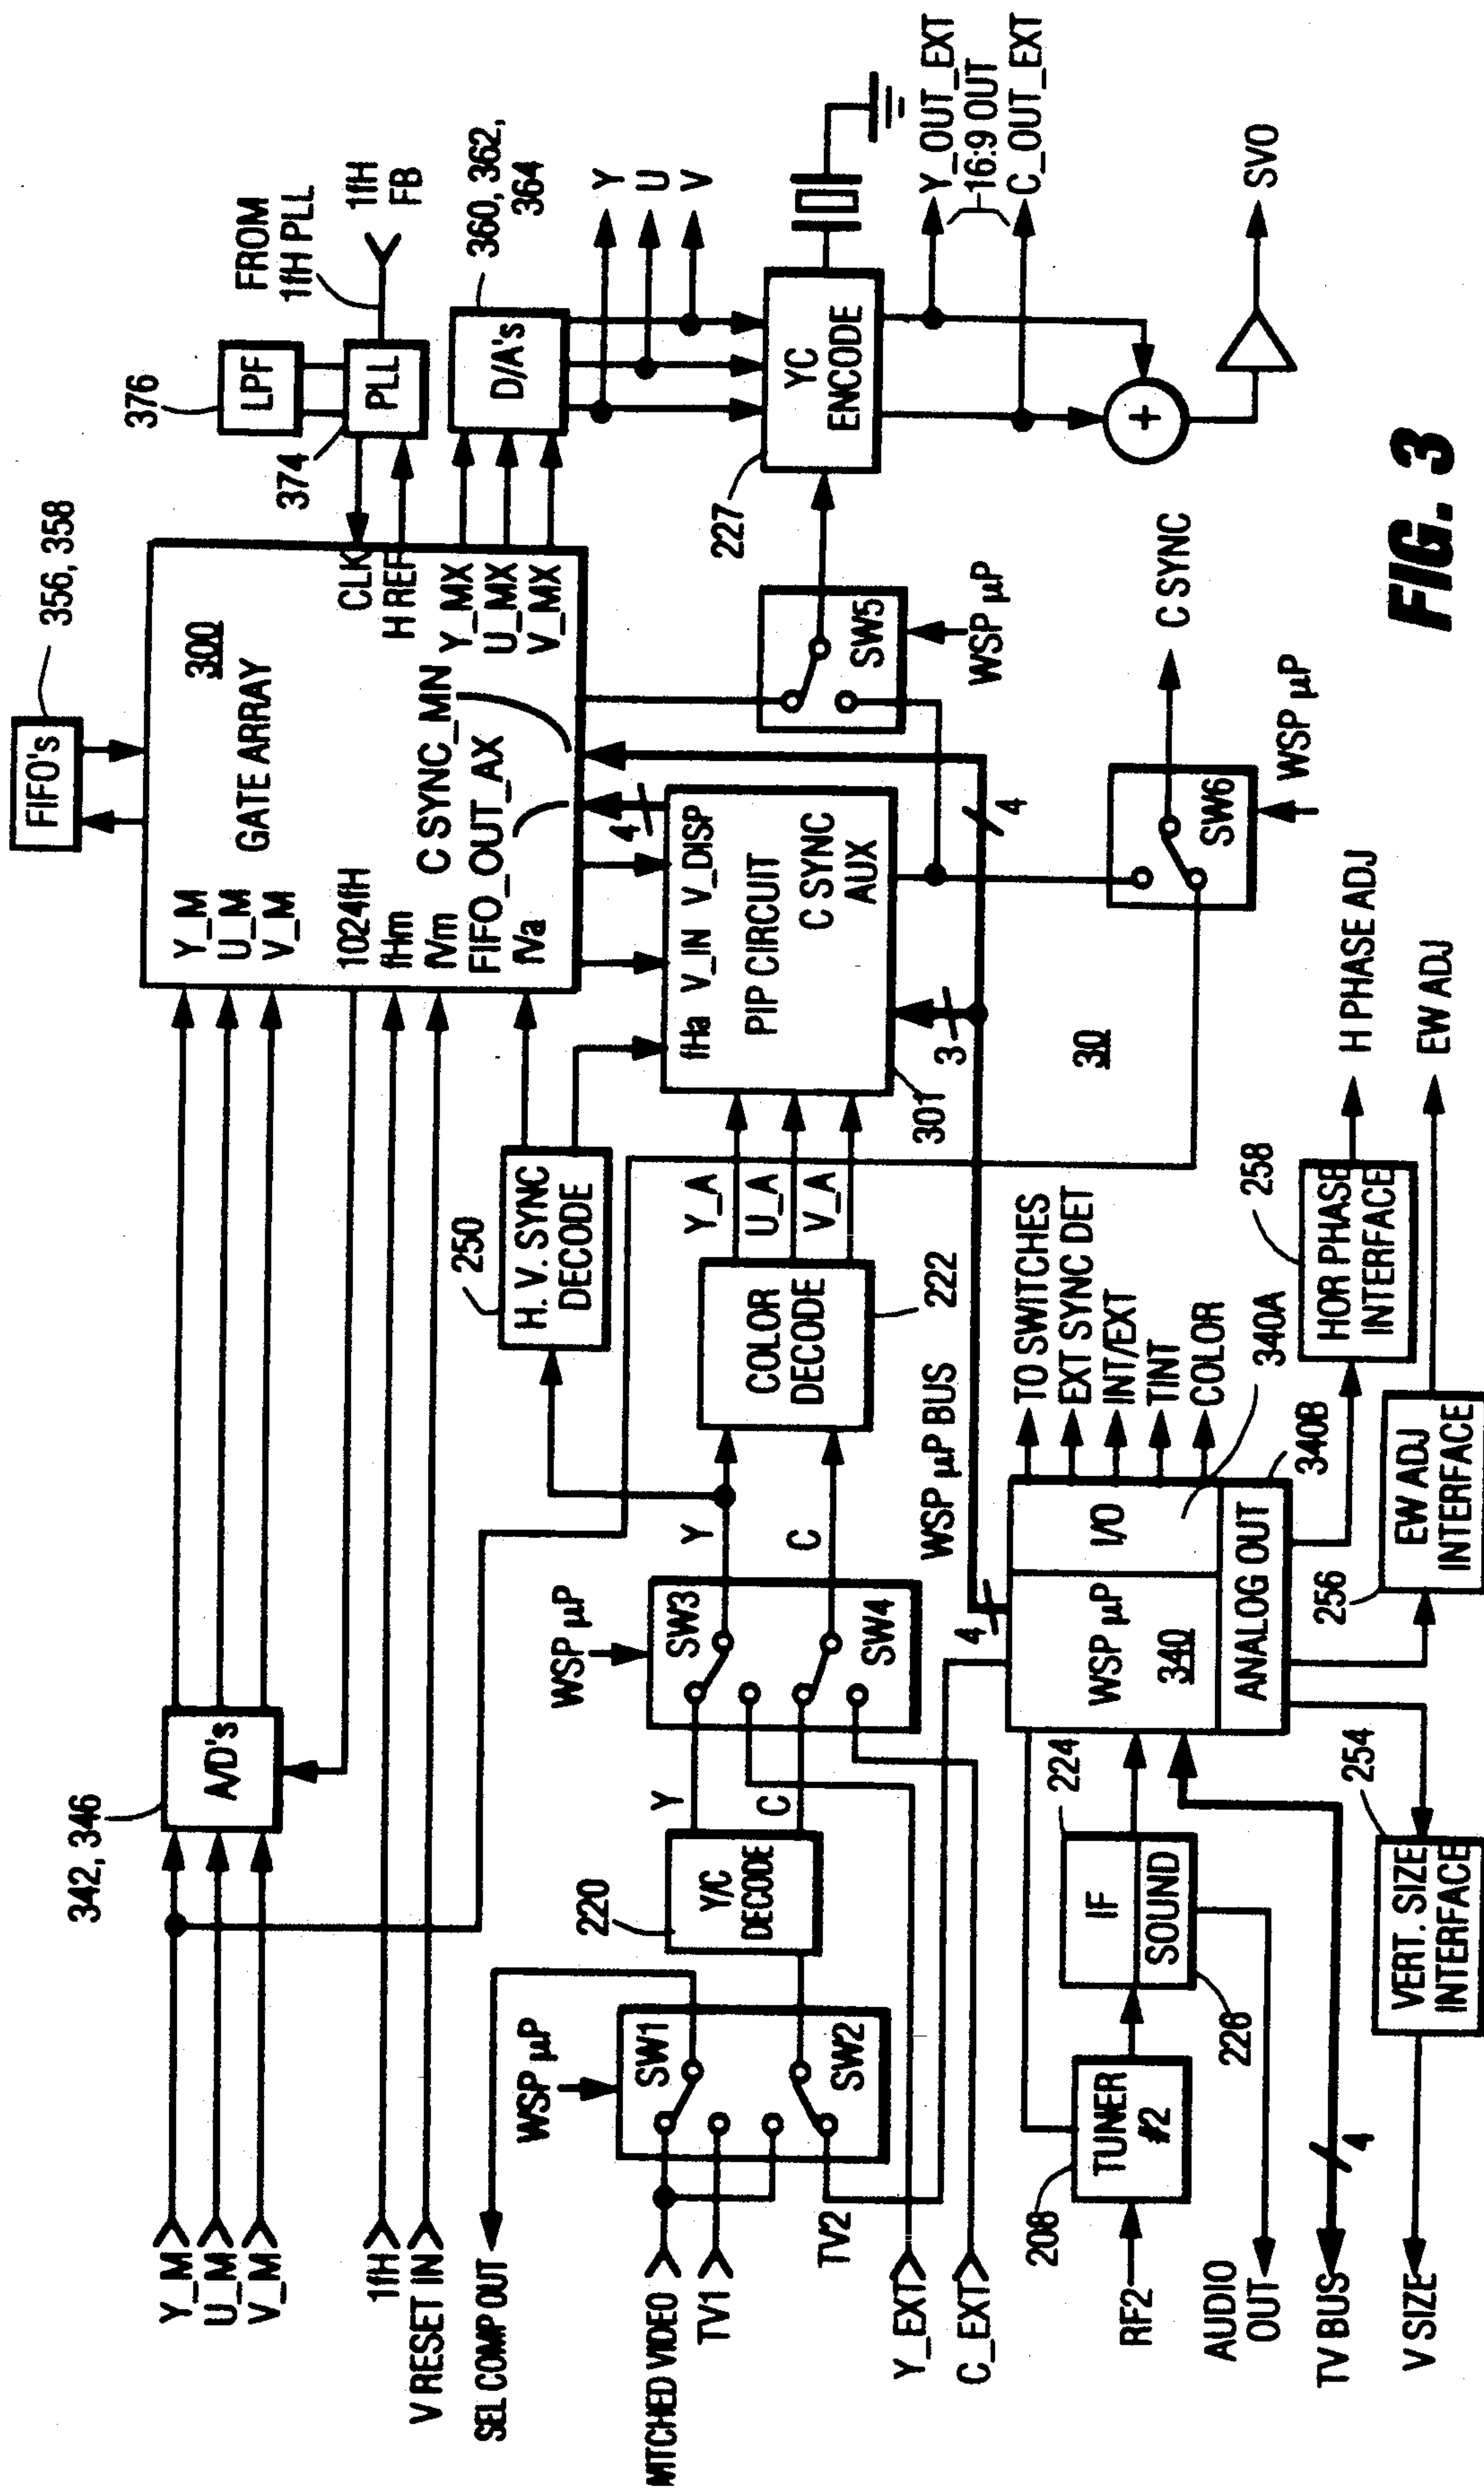 FIFO's
356, 358
FROM
1fH PLL
1fH
FB
376
LPF
374
PLL
D/A's
360, 362,
364
Y
U
V
342, 346
A/D's
Y_M
U_M
V_M
1fH
V RESET IN
Y_M
U_M
V_M
1024fH
fHm
fVm
FIFO_OUT_AX
fVa
300
GATE ARRAY
C SYNC_MN
CLK
H REF
Y_MX
U_MX
V_MX
SEL COMP OUT
WSP µP
SW1
SW2
WTCHED VIDEO
TV1
TV2
Y_EXT
C_EXT
220
Y/C
DECODE
Y
C
WSP µP
SW3
SW4
Y
C
250
H. V. SYNC
DECODE
COLOR
DECODE
222
Y_A
U_A
V_A
fHa
V_IN
V_DISP
PIP CIRCUIT
C SYNC
AUX
301
4
3
4
SW5
WSP µP
227
YC
ENCODE
Y_OUT_EXT
16:9 OUT
C_OUT_EXT
+
SVO
SW6
WSP µP
C SYNC
30
WSP µP BUS
4
RF2
208
TUNER
#2
224
IF
SOUND
226
AUDIO
OUT
TV BUS
4
V SIZE
WSP µP
340
I/O
ANALOG OUT
340A
340B
TO SWITCHES
EXT SYNC DET
INT/EXT
TINT
COLOR
254
VERT. SIZE
INTERFACE
256
EW ADJ
INTERFACE
EW ADJ
258
HOR PHASE
INTERFACE
H PHASE ADJ
FIG. 3